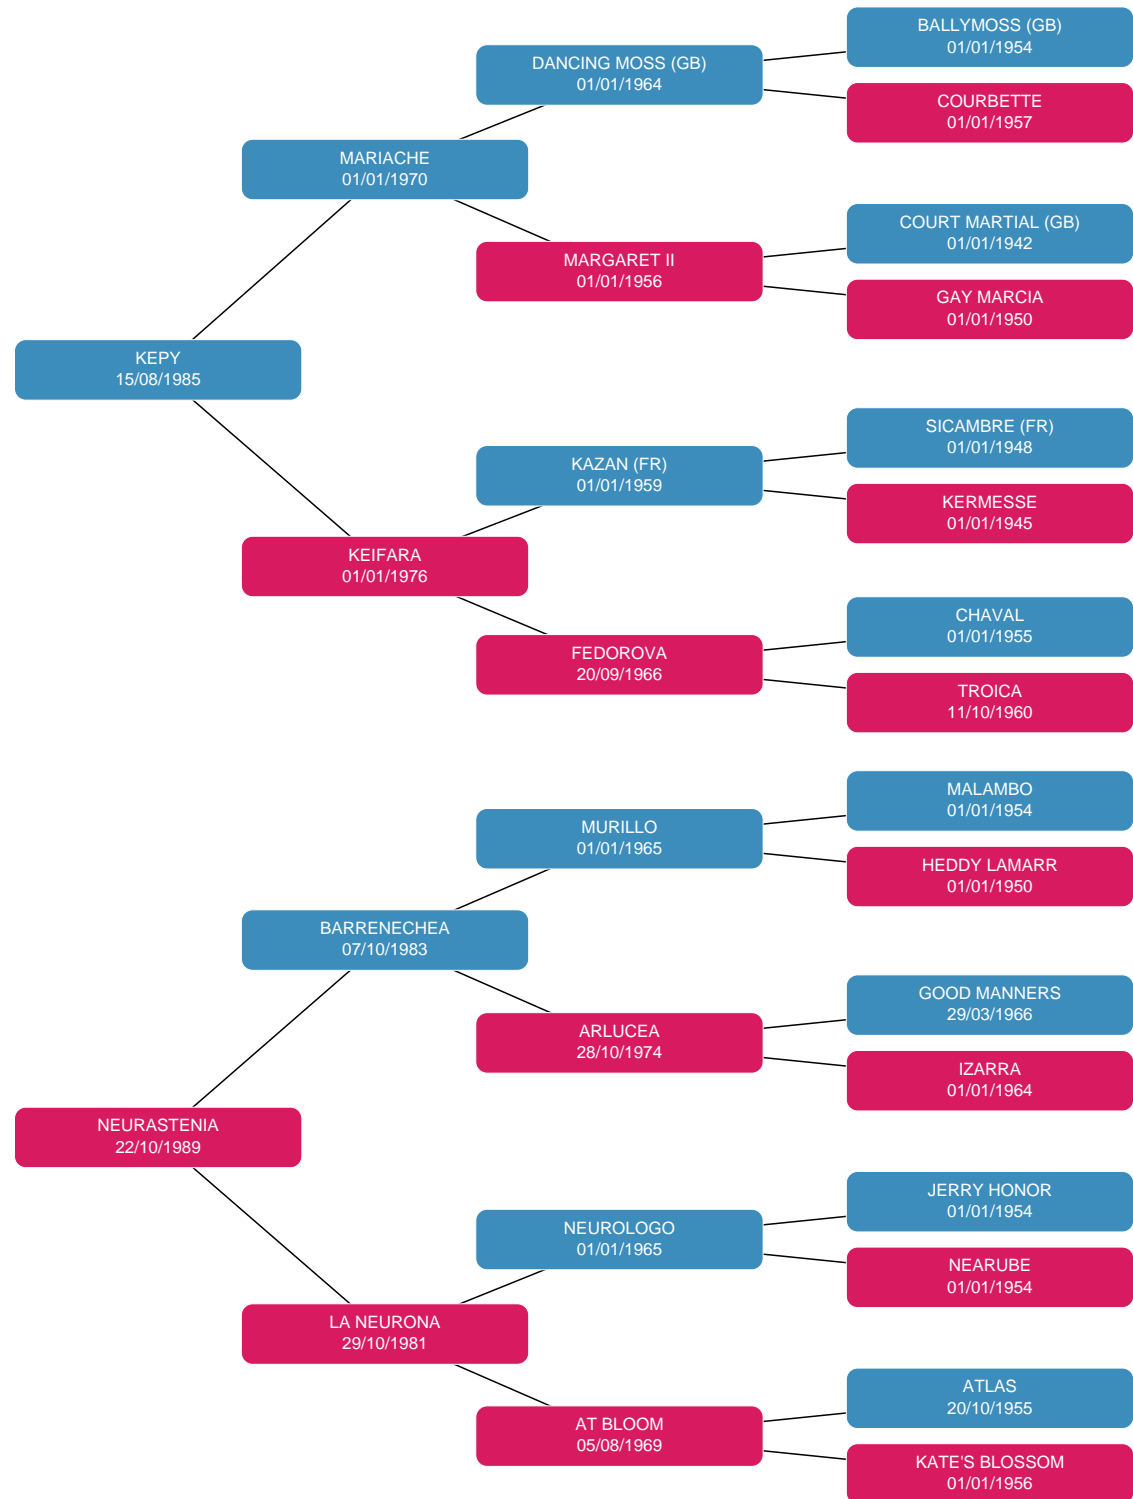 BALLYMOSS (GB)
01/01/1954
DANCING MOSS (GB)
01/01/1964
COURBETTE
01/01/1957
MARIACHE
01/01/1970
COURT MARTIAL (GB)
01/01/1942
MARGARET II
01/01/1956
GAY MARCIA
01/01/1950
KEPY
15/08/1985
SICAMBRE (FR)
01/01/1948
KAZAN (FR)
01/01/1959
KERMESSE
01/01/1945
KEIFARA
01/01/1976
CHAVAL
01/01/1955
FEDOROVA
20/09/1966
TROICA
11/10/1960
MALAMBO
01/01/1954
MURILLO
01/01/1965
HEDDY LAMARR
01/01/1950
BARRENECHEA
07/10/1983
GOOD MANNERS
29/03/1966
ARLUCEA
28/10/1974
IZARRA
01/01/1964
NEURASTENIA
22/10/1989
JERRY HONOR
01/01/1954
NEUROLOGO
01/01/1965
NEARUBE
01/01/1954
LA NEURONA
29/10/1981
ATLAS
20/10/1955
AT BLOOM
05/08/1969
KATE'S BLOSSOM
01/01/1956